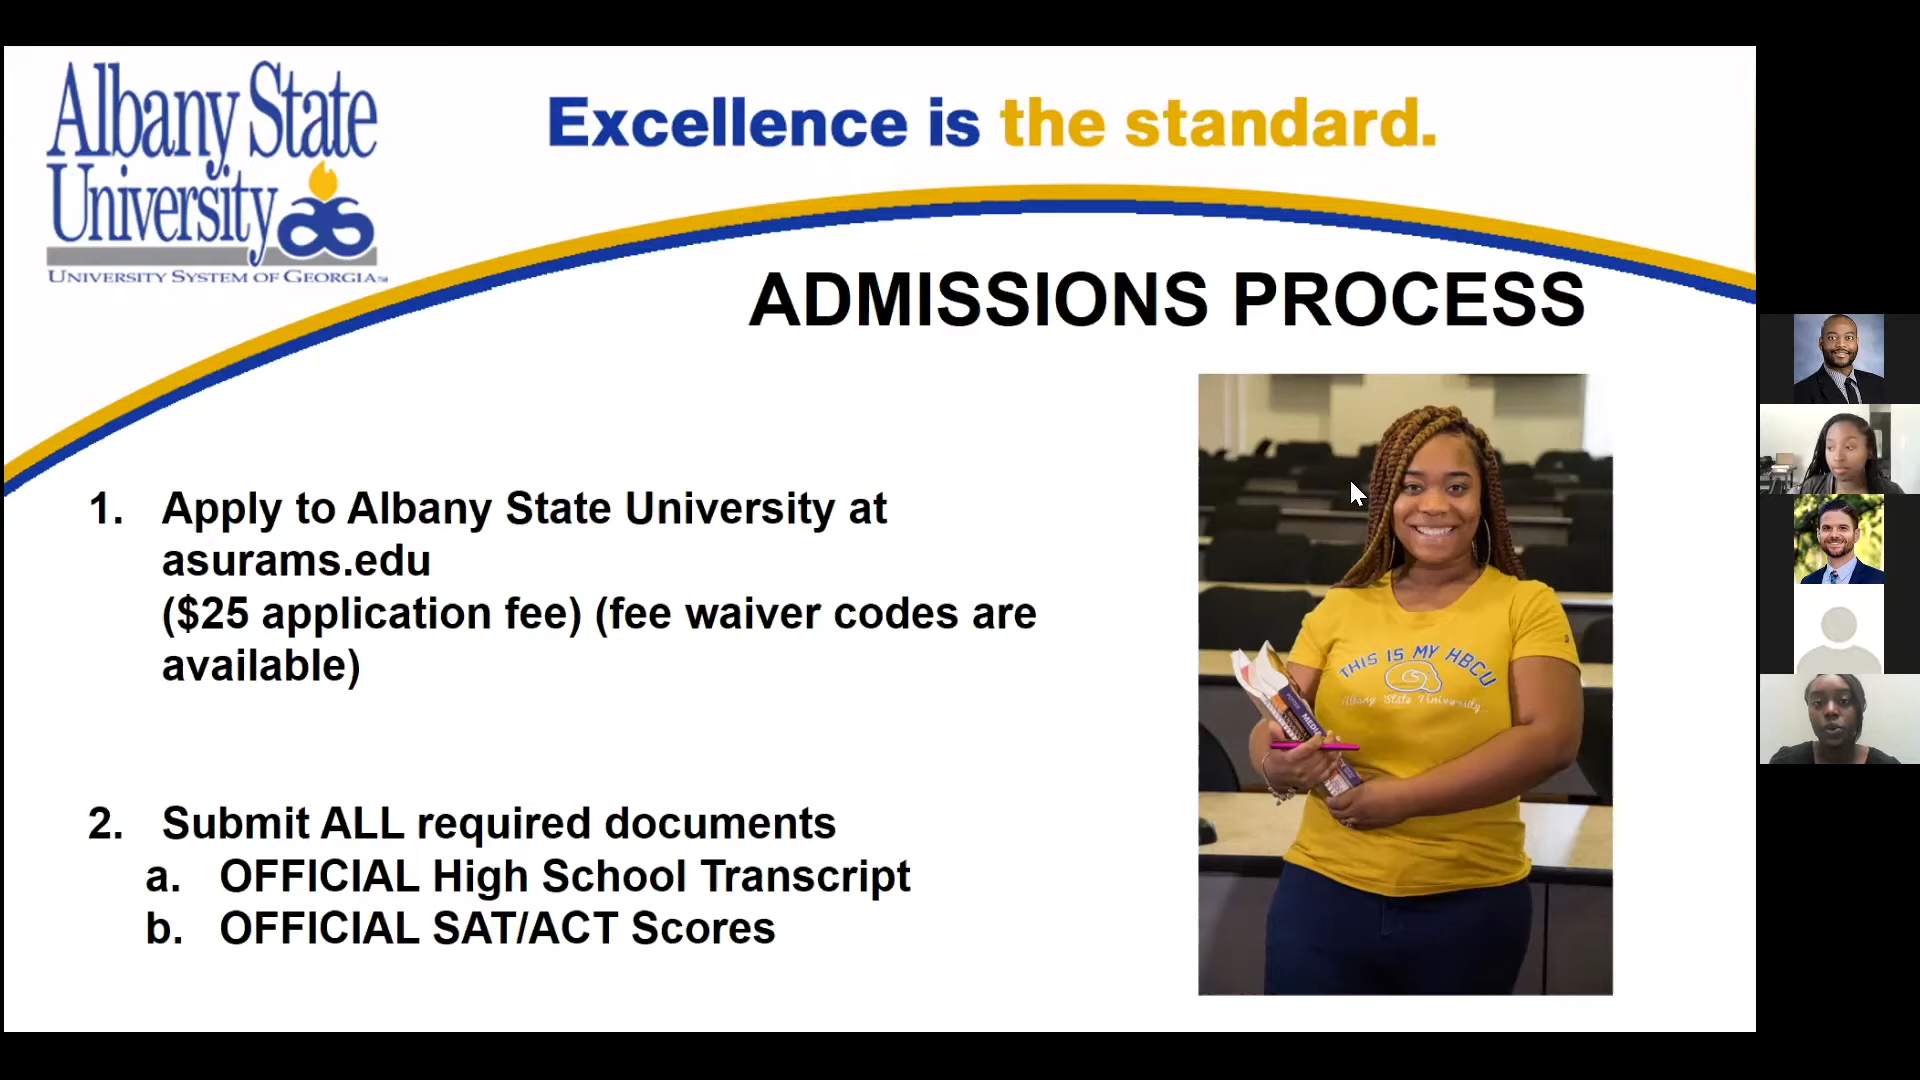 Albany State
University
UNIVERSITY SYSTEM OF GEORGIA™
Excellence is the standard.
ADMISSIONS PROCESS
1. Apply to Albany State University at
asurams.edu
($25 application fee) (fee waiver codes are
available)
2. Submit ALL required documents
a. OFFICIAL High School Transcript
b. OFFICIAL SAT/ACT Scores
THIS IS MY HBCU
Albany State University